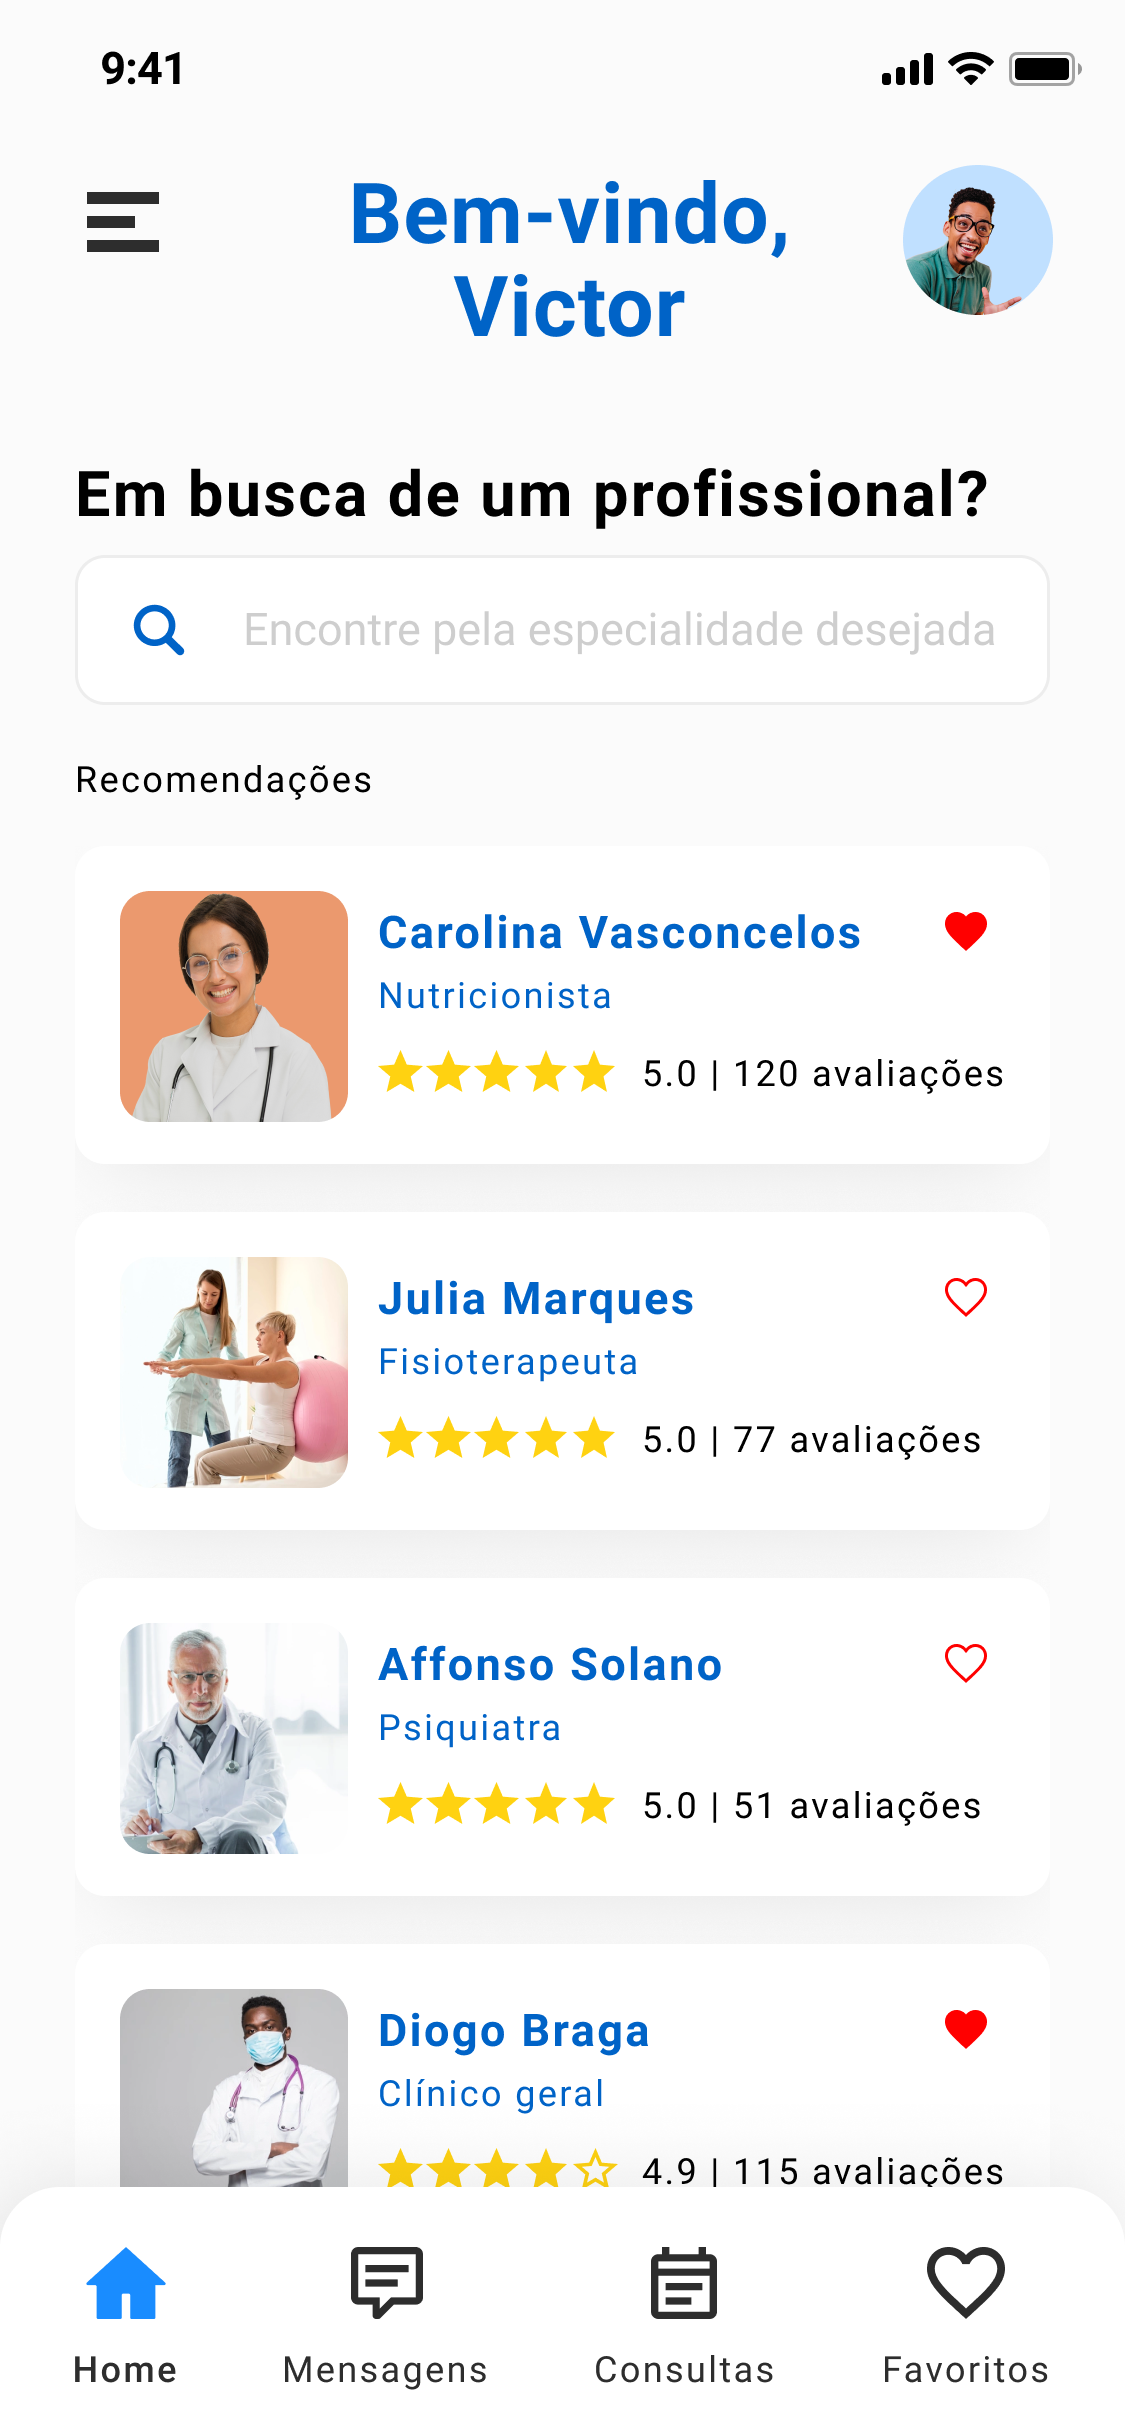 9:41
Bem-vindo,
Victor
Em busca de um profissional?
Encontre pela especialidade desejada
Recomendações
Carolina Vasconcelos
Nutricionista
5.0 | 120 avaliações
Julia Marques
Fisioterapeuta
5.0 | 77 avaliações
Affonso Solano
Psiquiatra
5.0 | 51 avaliações
Diogo Braga
Clínico geral
4.9 | 115 avaliações
Home Mensagens Consultas Favoritos